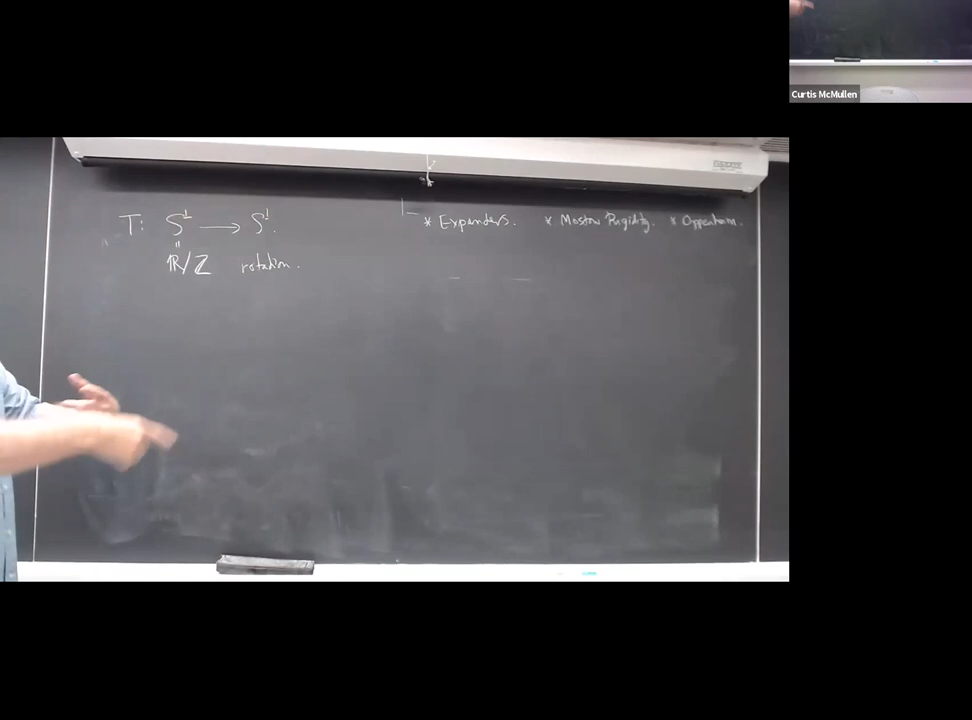 Curtis McMullen
T: S¹ ⟶ S¹.
=
ℝ/ℤ rotation.
* Expanders. * Mostow Rigidity. * Oppenheim.